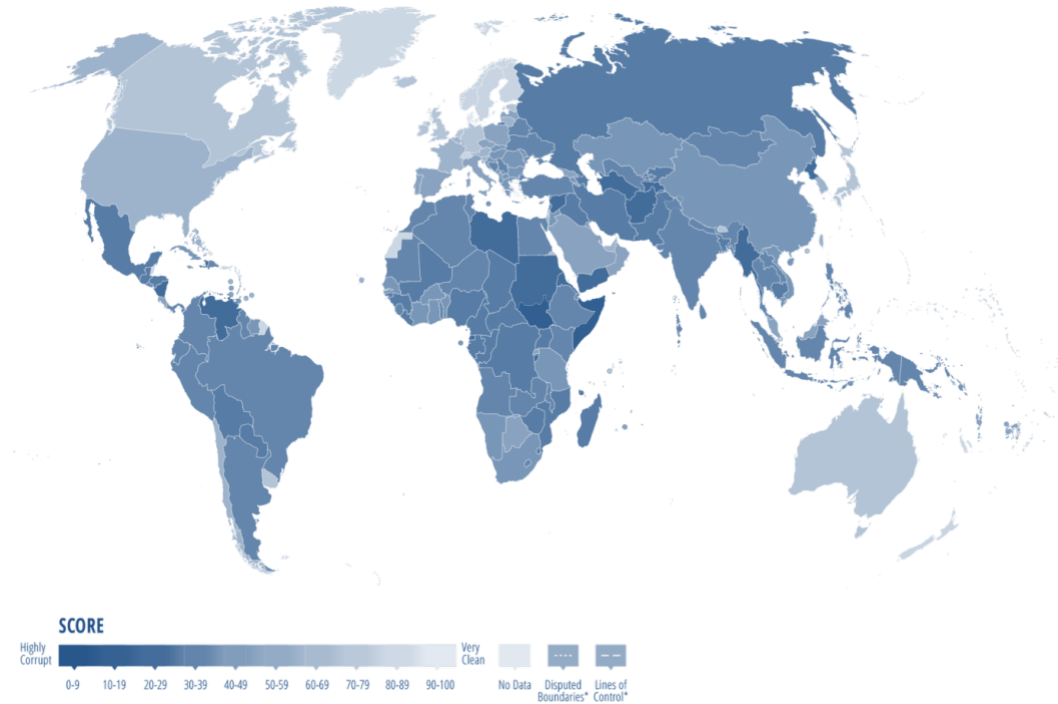 SCORE
Highly
Corrupt
Very
Clean
0-9 10-19 20-29 30-39 40-49 50-59 60-69 70-79 80-89 90-100
No Data
Disputed
Boundaries*
Lines of
Control*